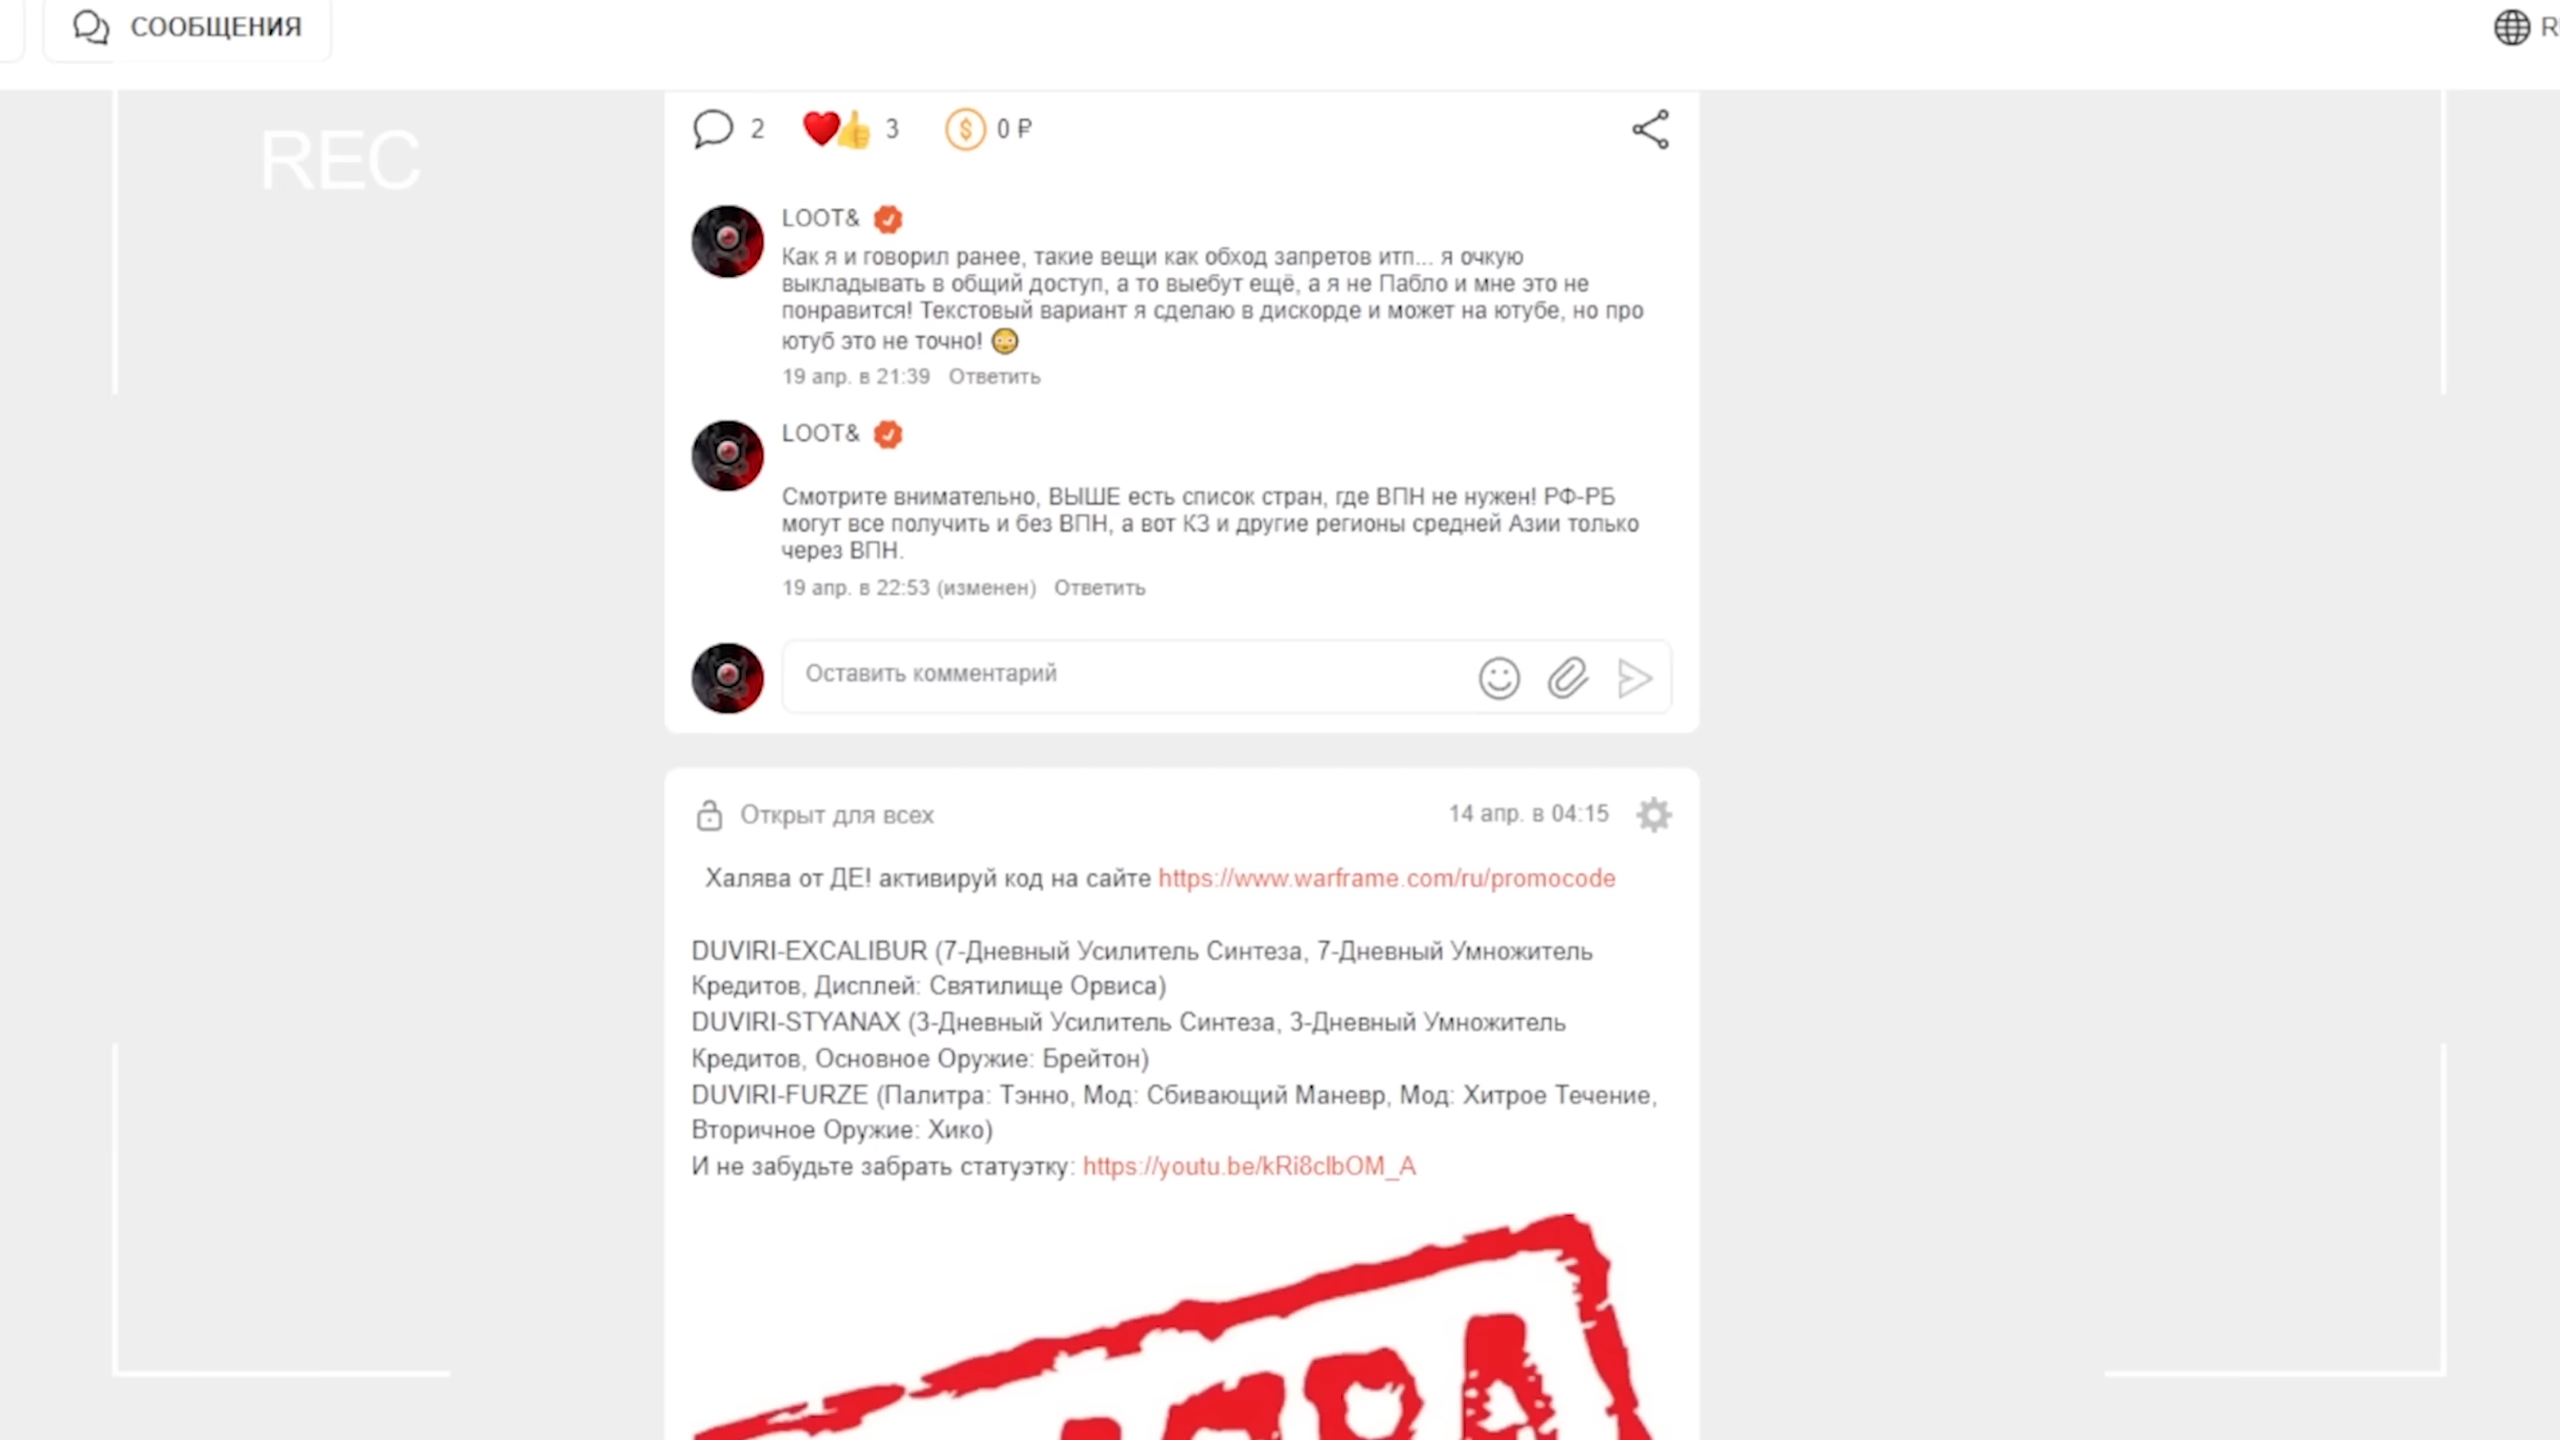 СООБЩЕНИЯ
REC
2
3
0 ₽
LOOT&
Как я и говорил ранее, такие вещи как обход запретов итп... я очкую
выкладывать в общий доступ, а то выебут ещё, а я не Пабло и мне это не
понравится! Текстовый вариант я сделаю в дискорде и может на ютубе, но про
ютуб это не точно!
19 апр. в 21:39 Ответить
LOOT&
Смотрите внимательно, ВЫШЕ есть список стран, где ВПН не нужен! РФ-РБ
могут все получить и без ВПН, а вот КЗ и другие регионы средней Азии только
через ВПН.
19 апр. в 22:53 (изменен) Ответить
Оставить комментарий
Открыт для всех
14 апр. в 04:15
Халява от ДЕ! активируй код на сайте https://www.warframe.com/ru/promocode
DUVIRI-EXCALIBUR (7-Дневный Усилитель Синтеза, 7-Дневный Умножитель
Кредитов, Дисплей: Святилище Орвиса)
DUVIRI-STYANAX (3-Дневный Усилитель Синтеза, 3-Дневный Умножитель
Кредитов, Основное Оружие: Брейтон)
DUVIRI-FURZE (Палитра: Тэнно, Мод: Сбивающий Маневр, Мод: Хитрое Течение,
Вторичное Оружие: Хико)
И не забудьте забрать статуэтку: https://youtu.be/kRi8clbOM_A